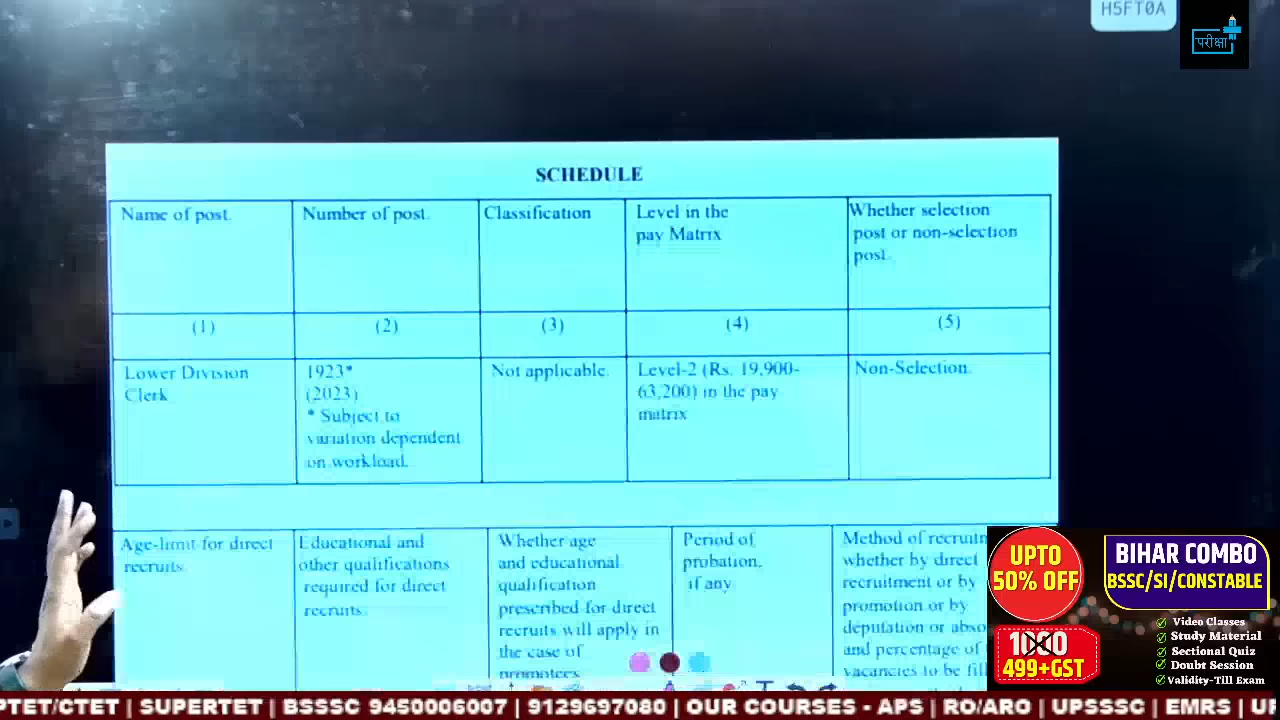 H5FT0A
परीक्षा
SCHEDULE
Name of post.
Number of post.
Classification
Level in the
pay Matrix
Whether selection
post or non-selection
post.
(1)
(2)
(3)
(4)
(5)
Lower Division
Clerk
1923*
(2023)
* Subject to
variation dependent
on workload.
Not applicable.
Level-2 (Rs. 19,900-
63,200) in the pay
matrix
Non-Selection.
Age-limit for direct
recruits.
Educational and
other qualifications
required for direct
recruits.
Whether age
and educational
qualification
prescribed for direct
recruits will apply in
the case of
promotees
Period of
probation,
if any
Method of recruitm
whether by direct
recruitment or by
promotion or by
deputation or abso
and percentage of
vacancies to be fill
UPTO
50% OFF
1000
499+GST
BIHAR COMBO
BSSC/SI/CONSTABLE
Video Classes
Study Material
Sectional Quiz
Doubt Session
Validity-Till Exam
PTET/CTET | SUPERTET | BSSSC 9450006007 | 9129697080 | OUR COURSES - APS | RO/ARO | UPSSSC | EMRS | UP